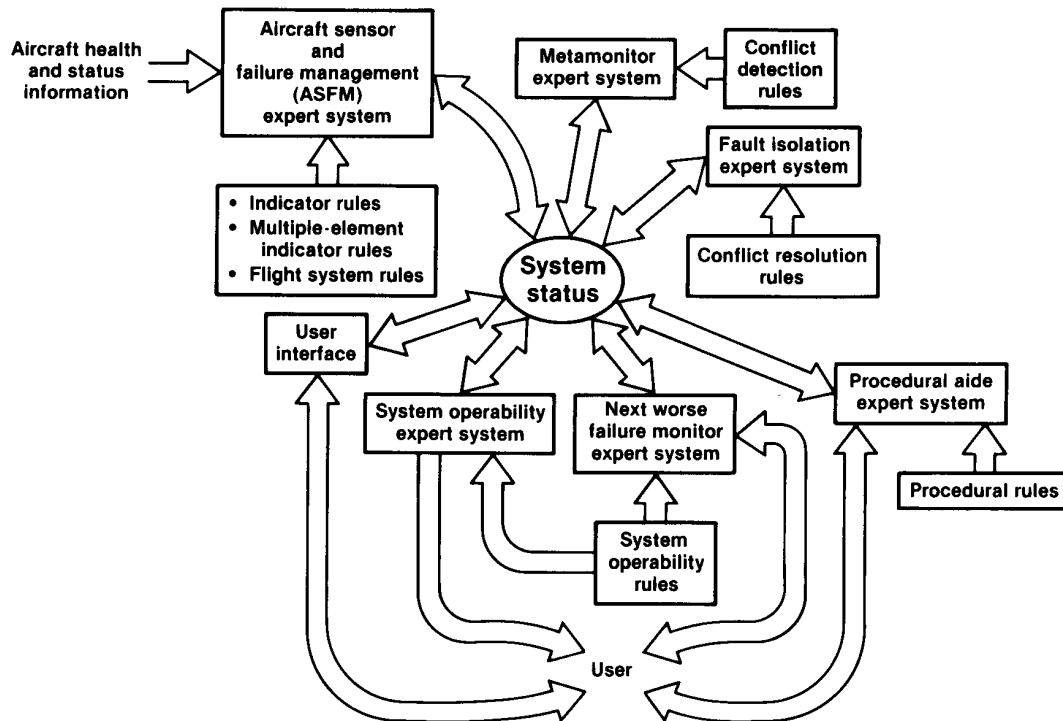 Aircraft health
and status
information
Aircraft sensor
and
failure management
(ASFM)
expert system
Metamonitor
expert system
Conflict
detection
rules
Fault isolation
expert system
• Indicator rules
• Multiple-element
indicator rules
• Flight system rules
Conflict resolution
rules
System
status
User
interface
System operability
expert system
Next worse
failure monitor
expert system
Procedural aide
expert system
Procedural rules
System
operability
rules
User